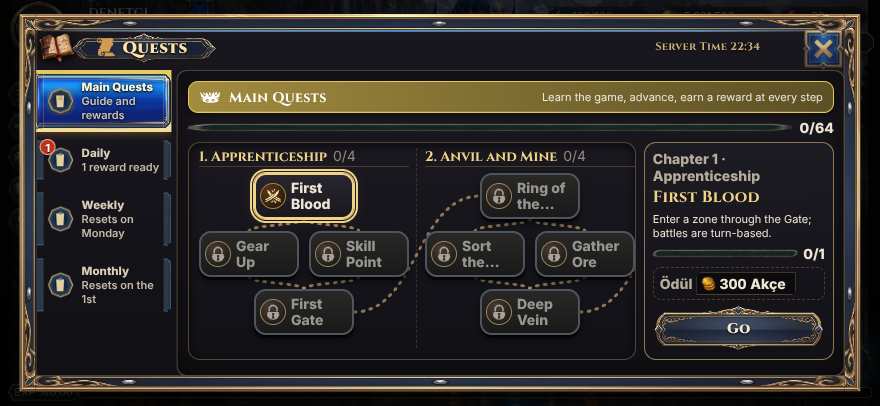 QUESTS
SERVER TIME 22:34
Main Quests
Guide and
rewards
1
Daily
1 reward ready
Weekly
Resets on
Monday
Monthly
Resets on the
1st
MAIN QUESTS
Learn the game, advance, earn a reward at every step
0/64
1. APPRENTICESHIP 0/4
First
Blood
Gear
Up
Skill
Point
First
Gate
2. ANVIL AND MINE 0/4
Ring of
the...
Sort
the...
Gather
Ore
Deep
Vein
Chapter 1 ·
Apprenticeship
FIRST BLOOD
Enter a zone through the Gate;
battles are turn-based.
0/1
Ödül 300 Akçe
GO